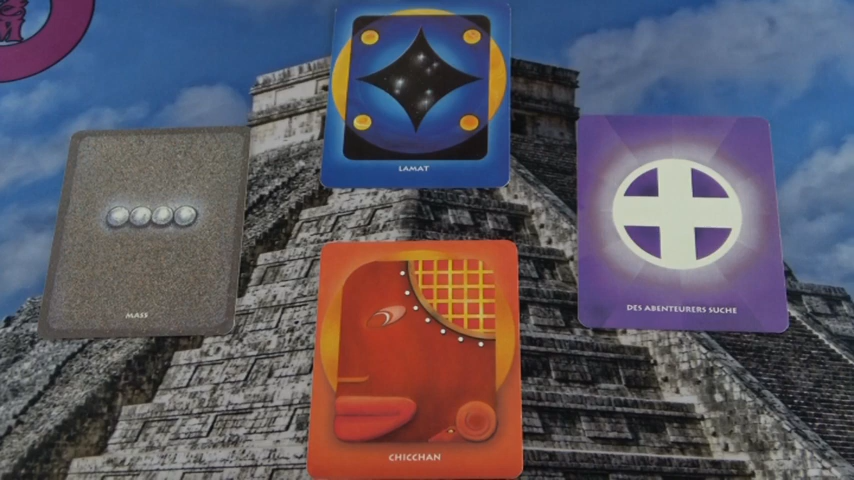 LAMAT
MASS
DES ABENTEURERS SUCHE
CHICCHAN